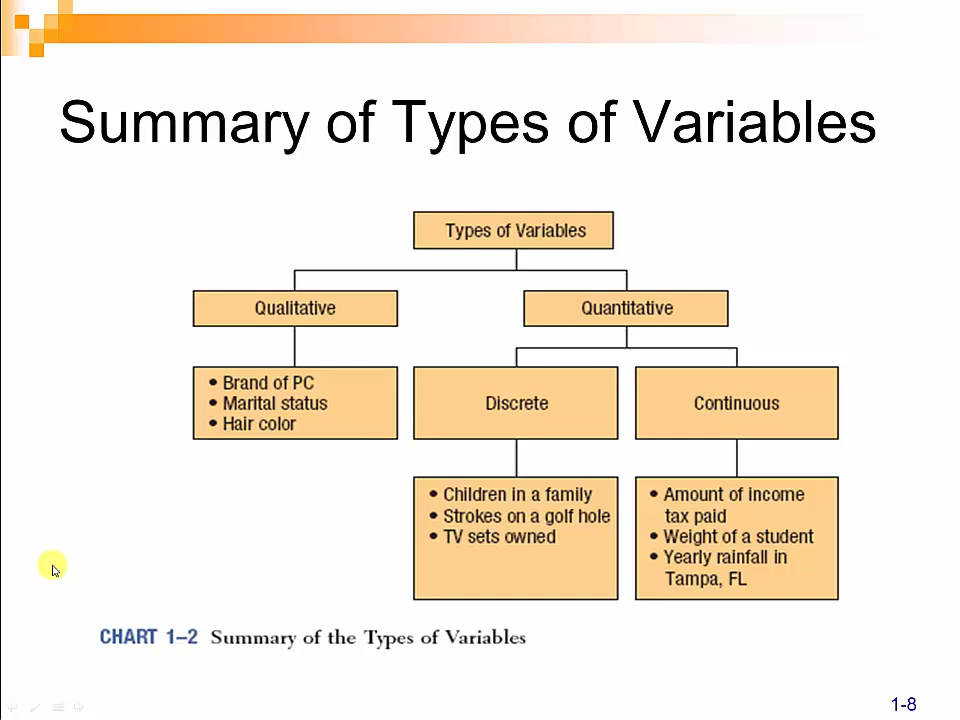 Summary of Types of Variables
Types of Variables
Qualitative
Quantitative
• Brand of PC
• Marital status
• Hair color
Discrete
Continuous
• Children in a family
• Strokes on a golf hole
• TV sets owned
• Amount of income
tax paid
• Weight of a student
• Yearly rainfall in
Tampa, FL
CHART 1–2 Summary of the Types of Variables
1-8